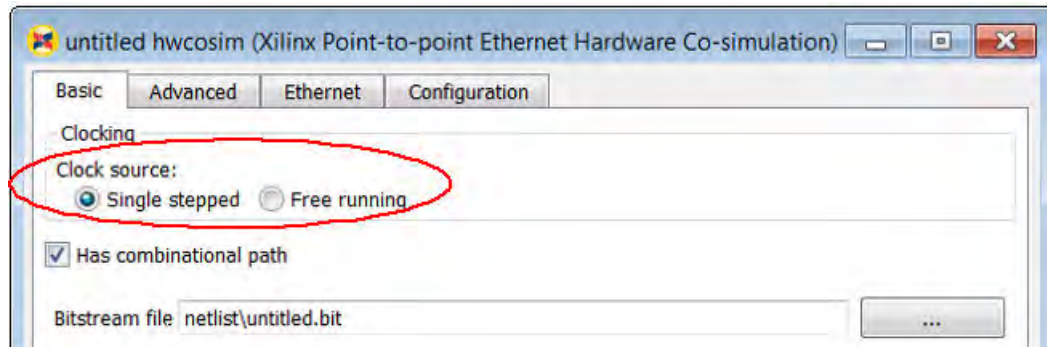 untitled hwcosim (Xilinx Point-to-point Ethernet Hardware Co-simulation)
Basic Advanced Ethernet Configuration
Clocking
Clock source:
Single stepped Free running
Has combinational path
Bitstream file netlist\untitled.bit ...